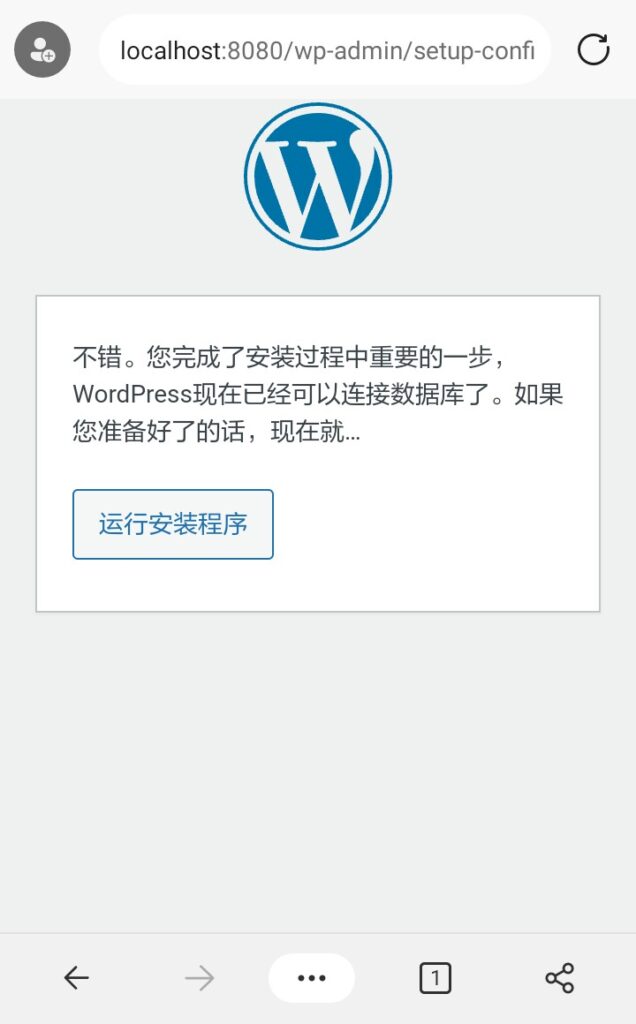 localhost:8080/wp-admin/setup-confi
不错。您完成了安装过程中重要的一步，
WordPress现在已经可以连接数据库了。如果
您准备好了的话，现在就…
运行安装程序
1